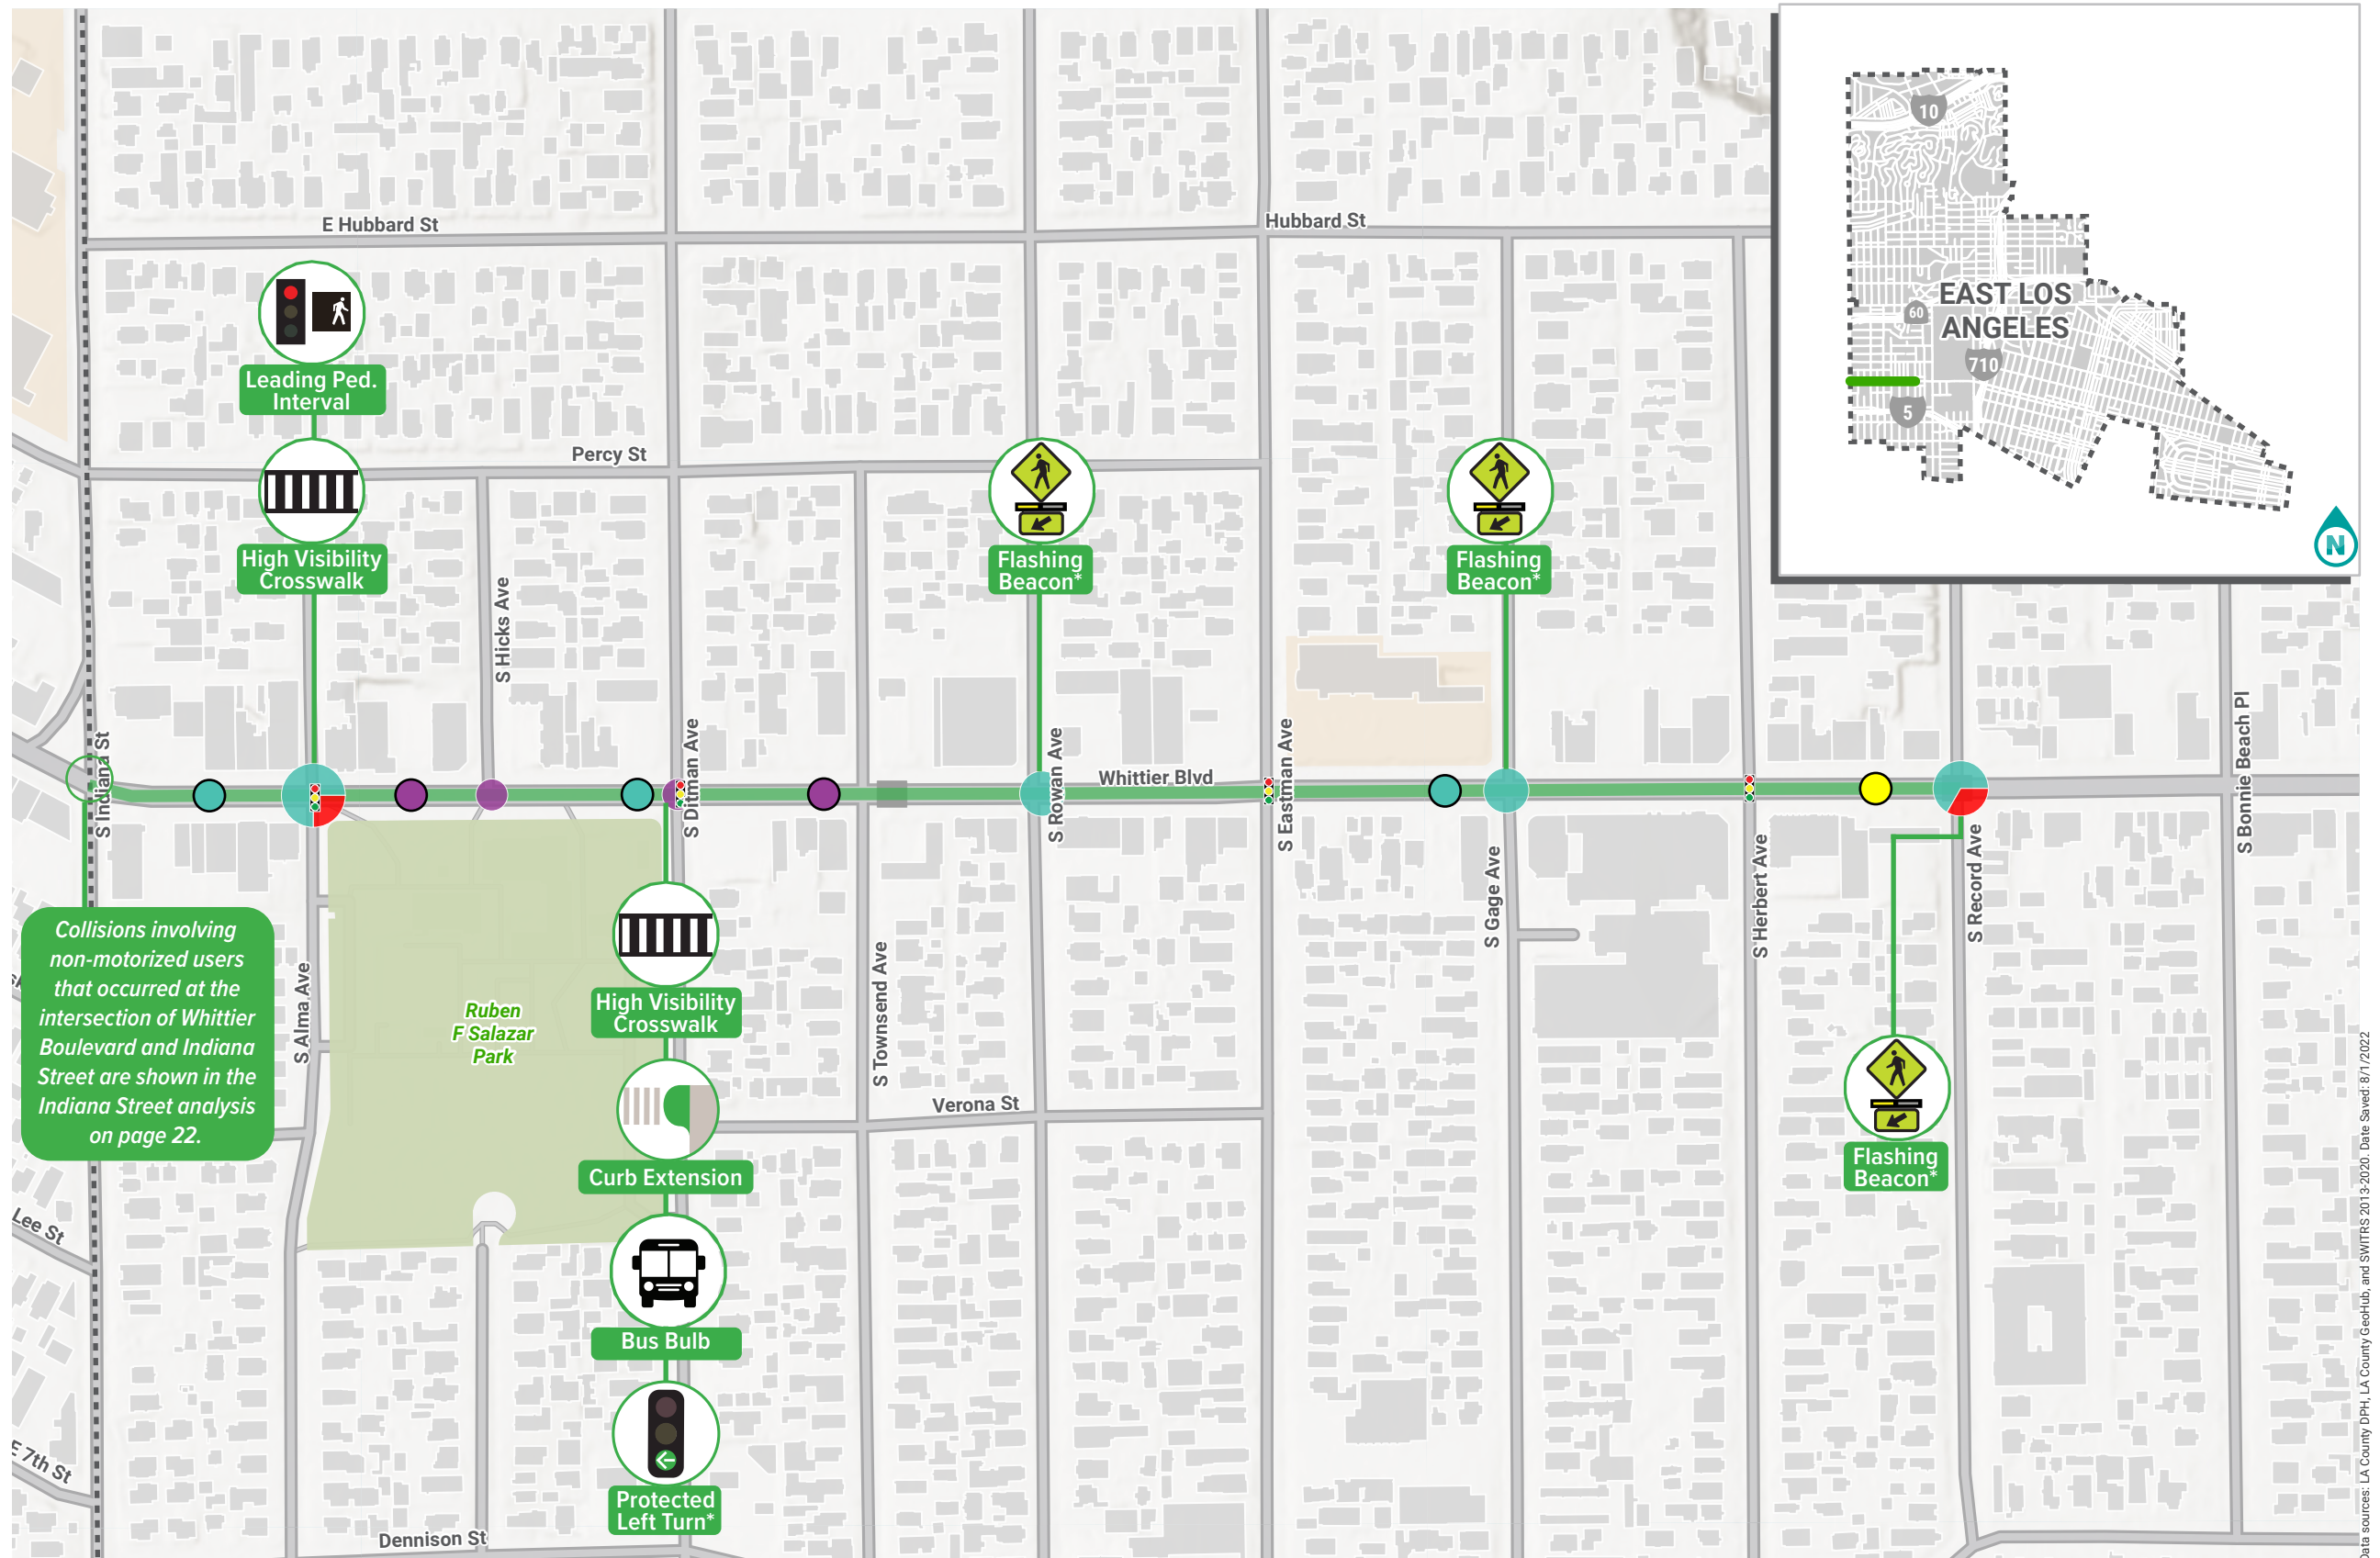 E Hubbard St
Hubbard St
10
60
EAST LOS
ANGELES
710
5
N
Leading Ped.
Interval
Percy St
High Visibility
Crosswalk
Flashing
Beacon*
Flashing
Beacon*
S Hicks Ave
S Indiana St
S Ditman Ave
S Rowan Ave
Whittier Blvd
S Eastman Ave
S Gage Ave
S Herbert Ave
S Record Ave
S Bonnie Beach Pl
Collisions involving
non-motorized users
that occurred at the
intersection of Whittier
Boulevard and Indiana
Street are shown in the
Indiana Street analysis
on page 22.
S Alma Ave
Ruben
F Salazar
Park
High Visibility
Crosswalk
S Townsend Ave
Verona St
Curb Extension
Flashing
Beacon*
Lee St
Bus Bulb
E 7th St
Protected
Left Turn*
Dennison St
Data sources: LA County DPH, LA County GeoHub, and SWITRS 2013-2020. Date Saved: 8/1/2022